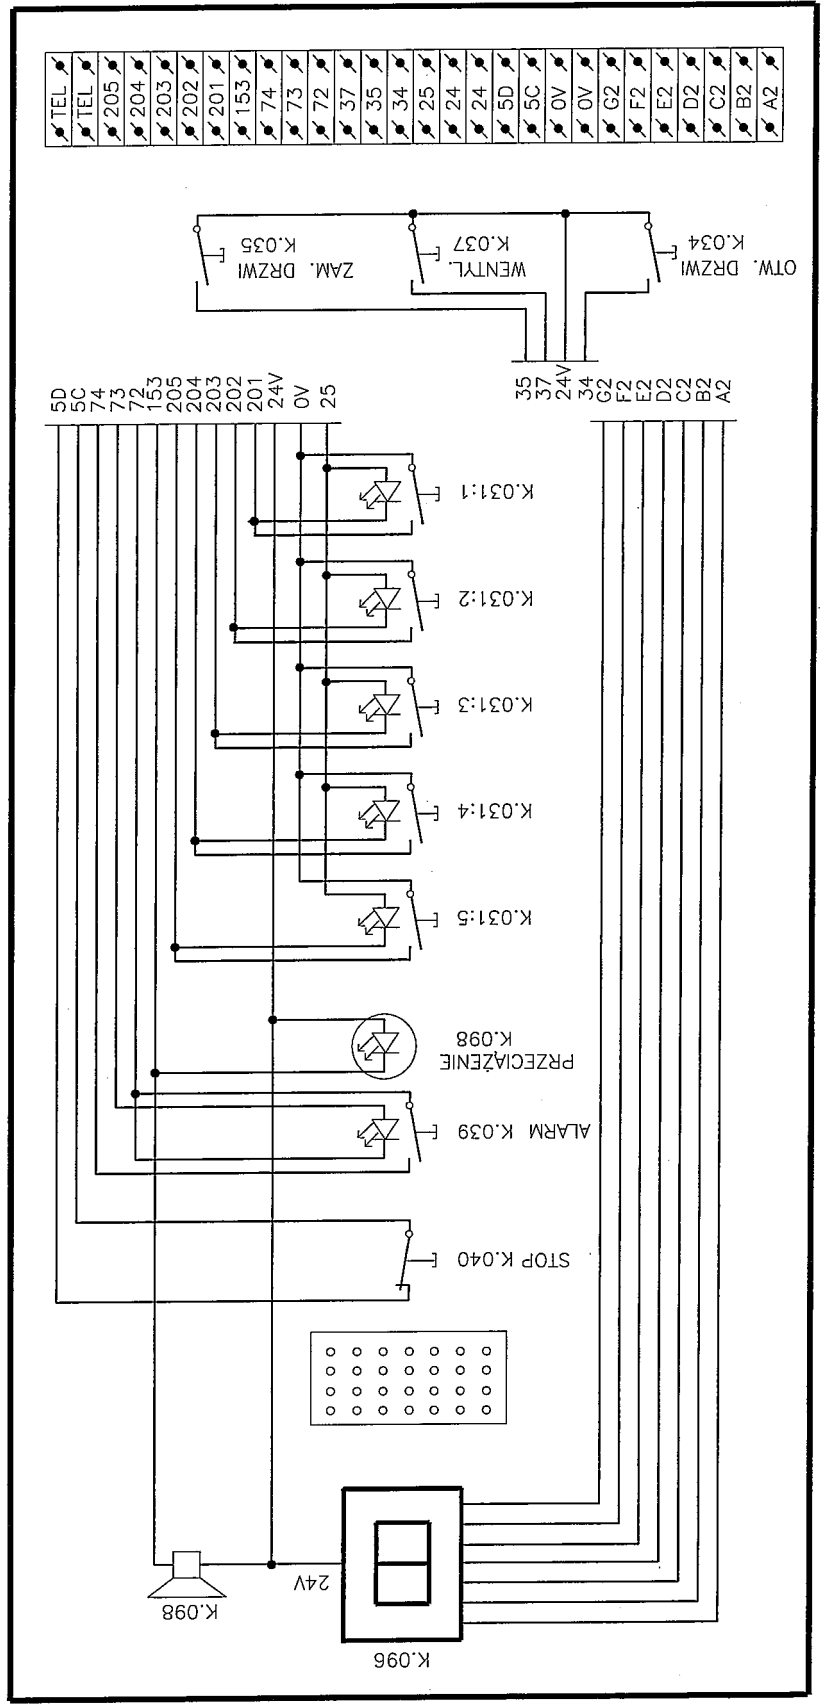 TEL
TEL
205
204
203
202
201
153
74
73
72
37
35
34
25
24
24
5D
5C
0V
0V
G2
F2
E2
D2
C2
B2
A2
ZAM. DRZWI
K.035
WENTYL.
K.037
OTW. DRZWI
K.034
5D
5C
74
73
72
153
205
204
203
202
201
24V
0V
25
35
37
24V
34
G2
F2
E2
D2
C2
B2
A2
K.031:1
K.031:2
K.031:3
K.031:4
K.031:5
PRZECIĄŻENIE
K.098
ALARM K.039
STOP K.040
24V
K.098
K.096